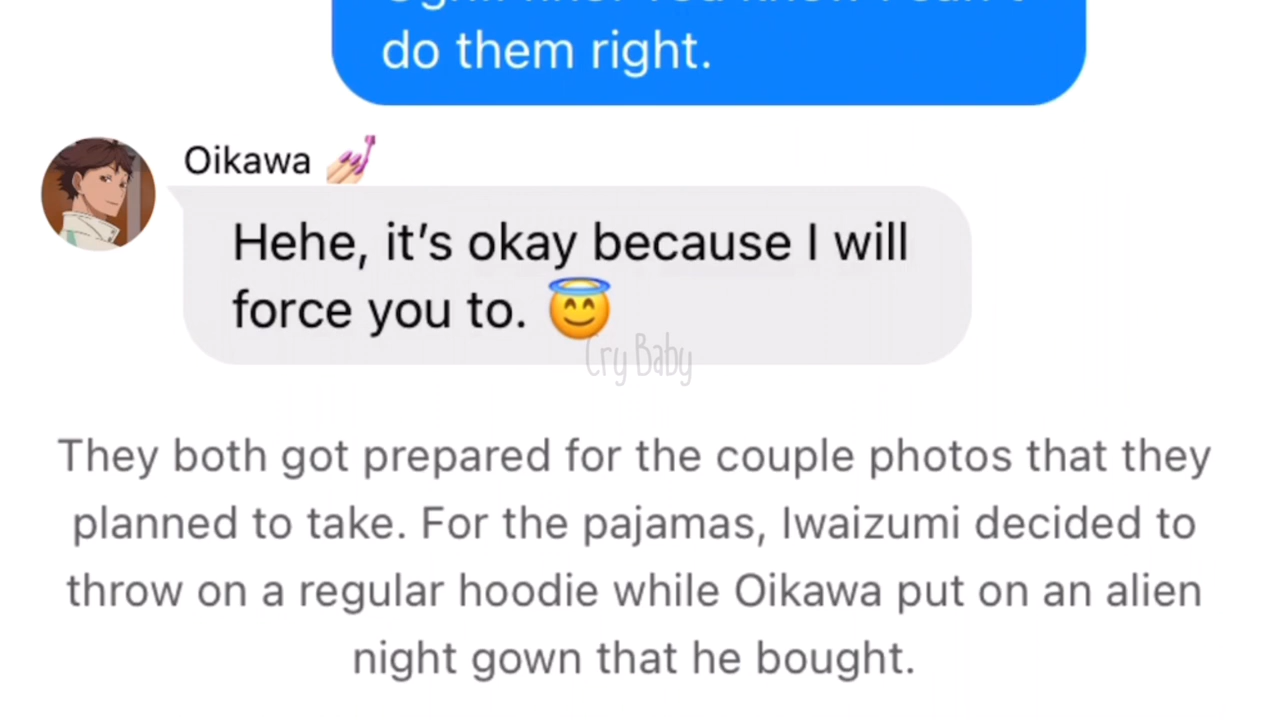 do them right.
Oikawa 💅🏻
Hehe, it’s okay because I will
force you to. 😇
Cry Baby
They both got prepared for the couple photos that they
planned to take. For the pajamas, Iwaizumi decided to
throw on a regular hoodie while Oikawa put on an alien
night gown that he bought.